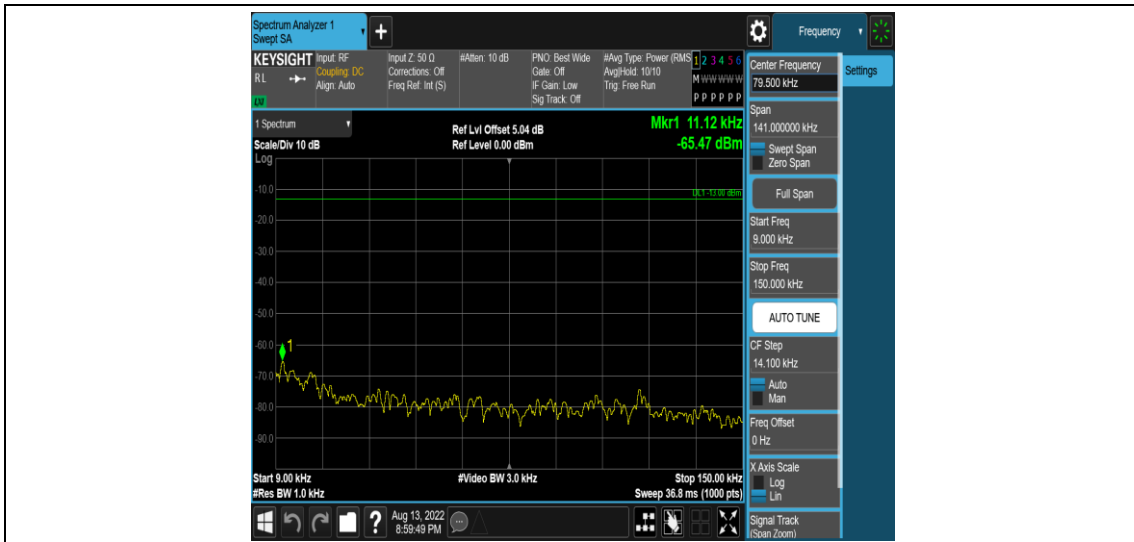 Spectrum Analyzer 1
Swept SA
+
Frequency
KEYSIGHT
RL
LXI
Input: RF
Coupling: DC
Align: Auto
Input Z: 50 Ω
Corrections: Off
Freq Ref: Int (S)
#Atten: 10 dB
PNO: Best Wide
Gate: Off
IF Gain: Low
Sig Track: Off
#Avg Type: Power (RMS
Avg|Hold: 10/10
Trig: Free Run
1 2 3 4 5 6
M W W W W W
P P P P P P
1 Spectrum
Scale/Div 10 dB
Log
Ref Lvl Offset 5.04 dB
Ref Level 0.00 dBm
Mkr1 11.12 kHz
-65.47 dBm
DL1 -13.00 dBm
-10.0
-20.0
-30.0
-40.0
-50.0
-60.0
-70.0
-80.0
-90.0
1
Start 9.00 kHz
#Res BW 1.0 kHz
#Video BW 3.0 kHz
Stop 150.00 kHz
Sweep 36.8 ms (1000 pts)
Center Frequency
79.500 kHz
Settings
Span
141.000000 kHz
Swept Span
Zero Span
Full Span
Start Freq
9.000 kHz
Stop Freq
150.000 kHz
AUTO TUNE
CF Step
14.100 kHz
Auto
Man
Freq Offset
0 Hz
X Axis Scale
Log
Lin
Signal Track
(Span Zoom)
?
Aug 13, 2022
8:59:49 PM